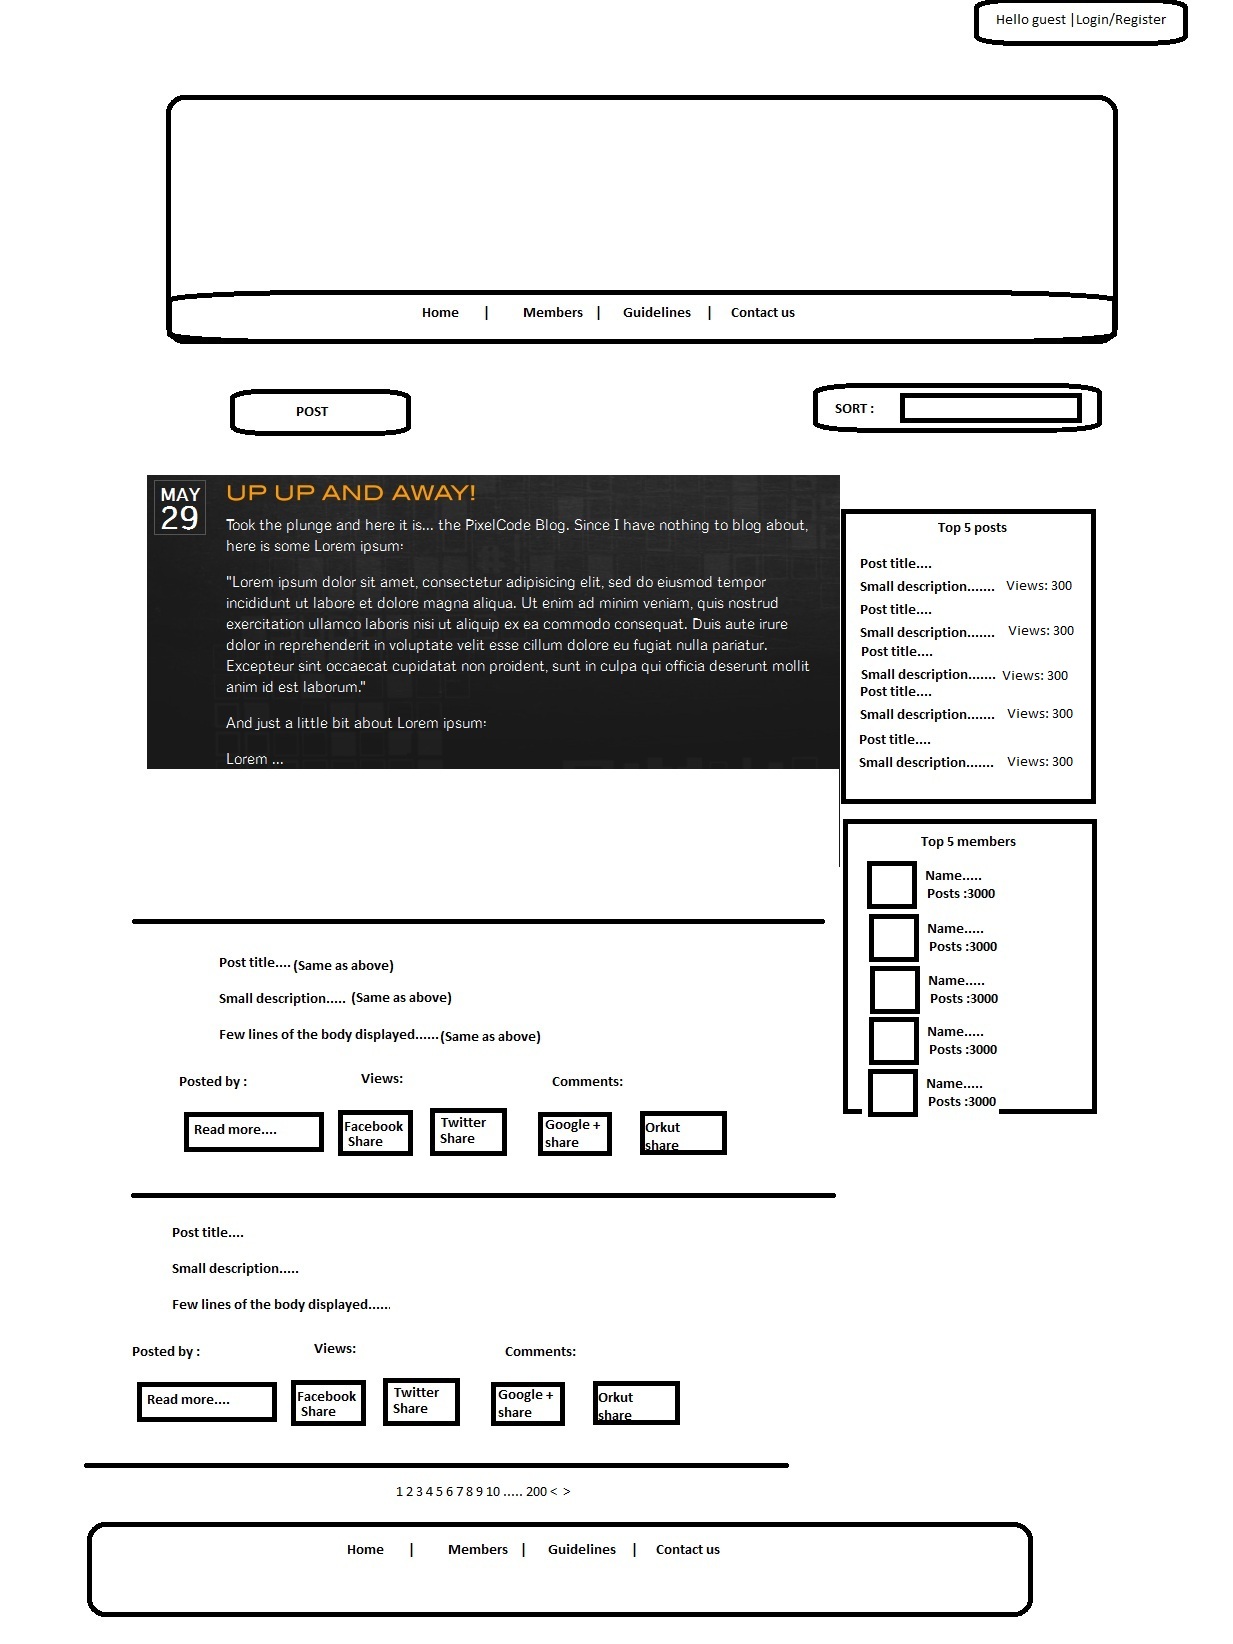 Hello guest |Login/Register
Home | Members | Guidelines | Contact us
POST
SORT :
MAY
29
UP UP AND AWAY!
Took the plunge and here it is... the PixelCode Blog. Since I have nothing to blog about,
here is some Lorem ipsum:
"Lorem ipsum dolor sit amet, consectetur adipisicing elit, sed do eiusmod tempor
incididunt ut labore et dolore magna aliqua. Ut enim ad minim veniam, quis nostrud
exercitation ullamco laboris nisi ut aliquip ex ea commodo consequat. Duis aute irure
dolor in reprehenderit in voluptate velit esse cillum dolore eu fugiat nulla pariatur.
Excepteur sint occaecat cupidatat non proident, sunt in culpa qui officia deserunt mollit
anim id est laborum."
And just a little bit about Lorem ipsum:
Lorem ...
Top 5 posts
Post title....
Small description....... Views: 300
Post title....
Small description....... Views: 300
Post title....
Small description....... Views: 300
Post title....
Small description....... Views: 300
Post title....
Small description....... Views: 300
Top 5 members
Name.....
Posts :3000
Name.....
Posts :3000
Name.....
Posts :3000
Name.....
Posts :3000
Name.....
Posts :3000
Post title.... (Same as above)
Small description..... (Same as above)
Few lines of the body displayed...... (Same as above)
Posted by : Views: Comments:
Read more....
Facebook
Share
Twitter
Share
Google +
share
Orkut
share
Post title....
Small description.....
Few lines of the body displayed......
Posted by : Views: Comments:
Read more....
Facebook
Share
Twitter
Share
Google +
share
Orkut
share
1 2 3 4 5 6 7 8 9 10 ..... 200 < >
Home | Members | Guidelines | Contact us